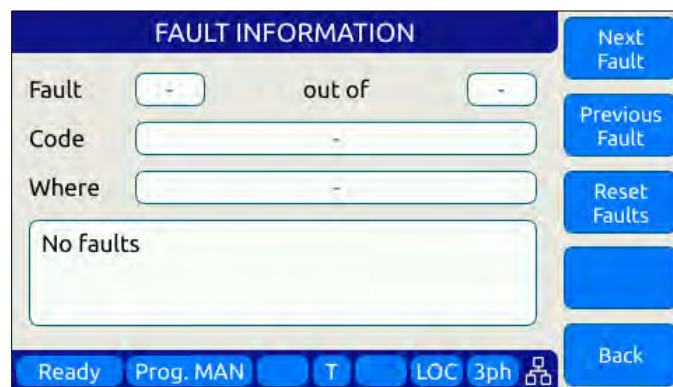 FAULT INFORMATION
Fault - out of -
Code -
Where -
No faults
Next
Fault
Previous
Fault
Reset
Faults
Back
Ready Prog. MAN T LOC 3ph